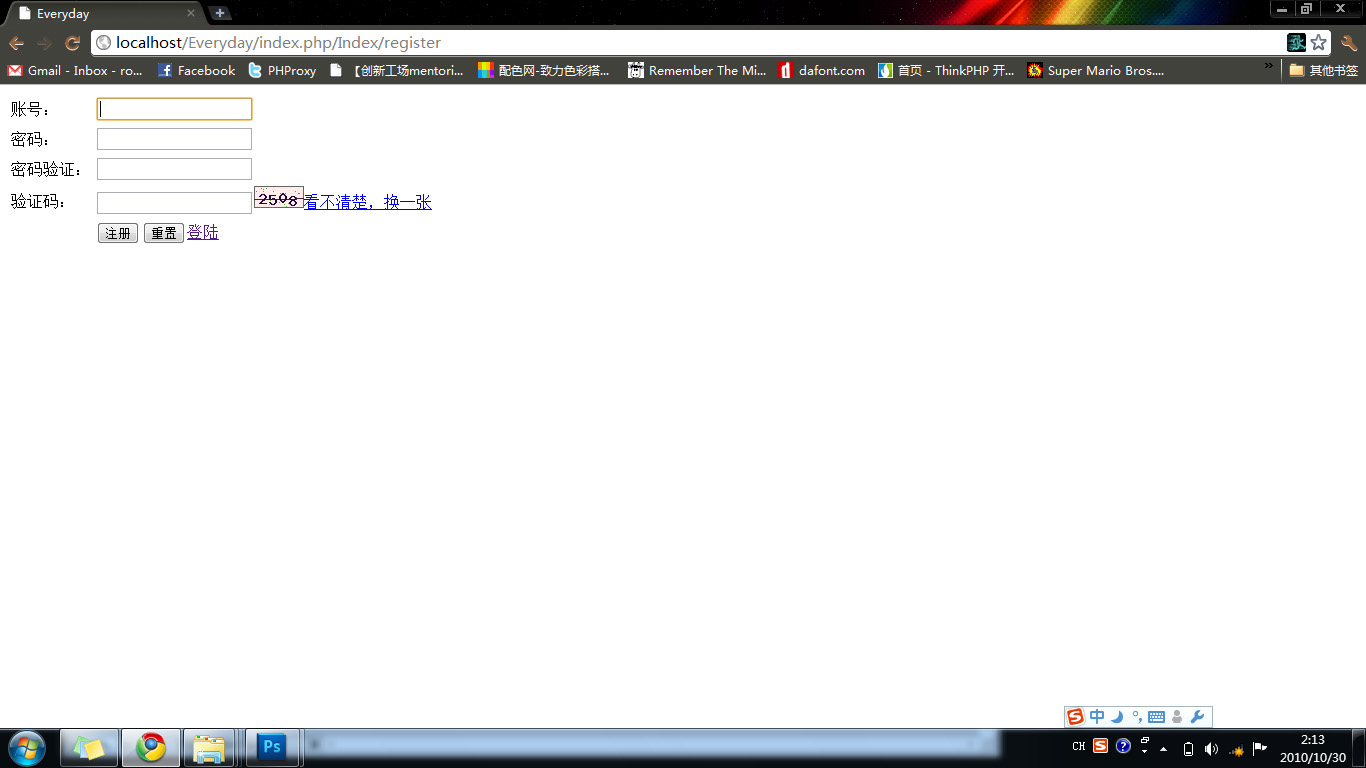 Everyday
localhost/Everyday/index.php/Index/register
Gmail - Inbox - ro... Facebook PHProxy 【创新工场mentori... 配色网-致力色彩搭... Remember The Mi... dafont.com 首页 - ThinkPHP 开... Super Mario Bros.... » 其他书签
账号：
密码：
密码验证：
验证码： 2508 看不清楚，换一张
注册 重置 登陆
S 中
Ps CH S ? 2:13
2010/10/30